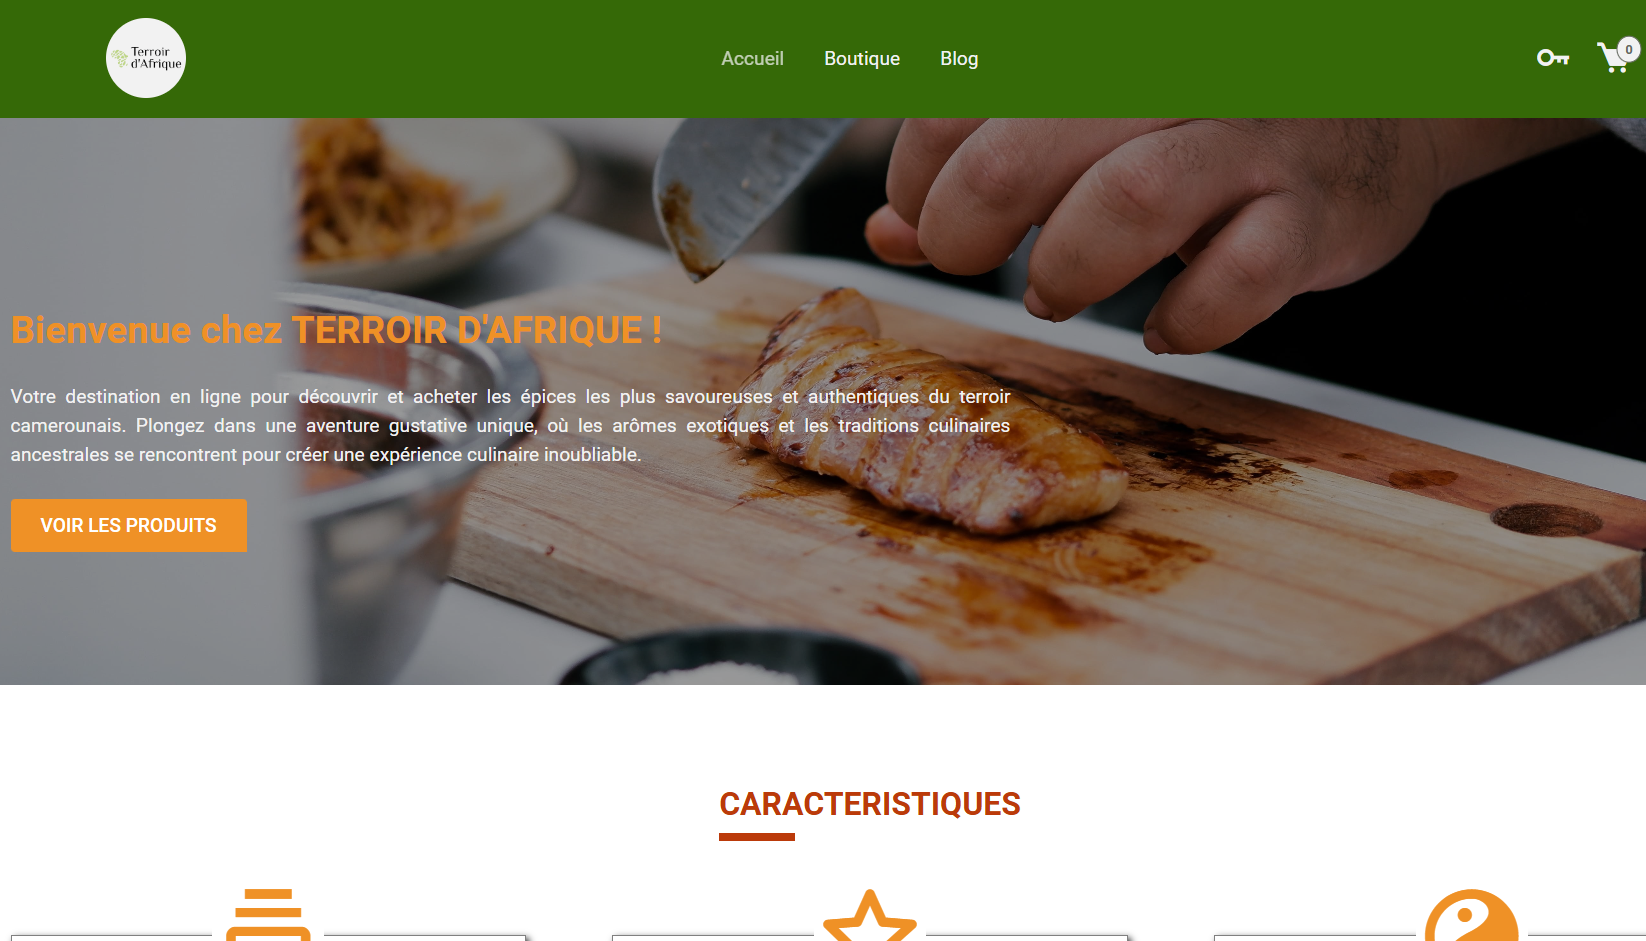 Terroir
d'Afrique
Accueil
Boutique
Blog
0
Bienvenue chez TERROIR D'AFRIQUE !
Votre destination en ligne pour découvrir et acheter les épices les plus savoureuses et authentiques du terroir
camerounais. Plongez dans une aventure gustative unique, où les arômes exotiques et les traditions culinaires
ancestrales se rencontrent pour créer une expérience culinaire inoubliable.
VOIR LES PRODUITS
CARACTERISTIQUES